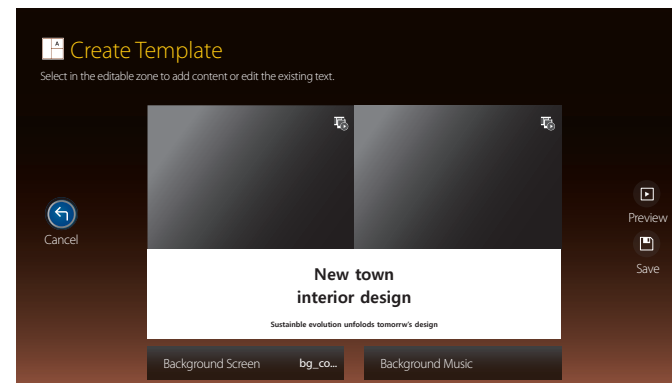 A
Create Template
Select in the editable zone to add content or edit the existing text.
Cancel
Preview
Save
New town
interior design
Sustainble evolution unfolods tomorrw's design
Background Screen bg_co...
Background Music